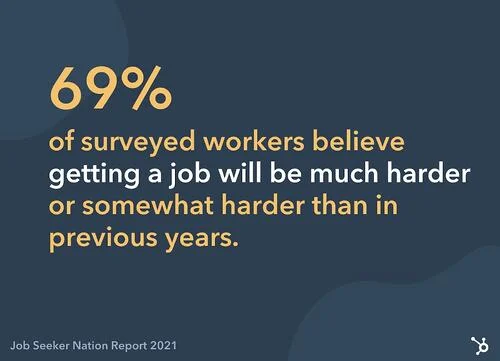 69%
of surveyed workers believe
getting a job will be much harder
or somewhat harder than in
previous years.
Job Seeker Nation Report 2021